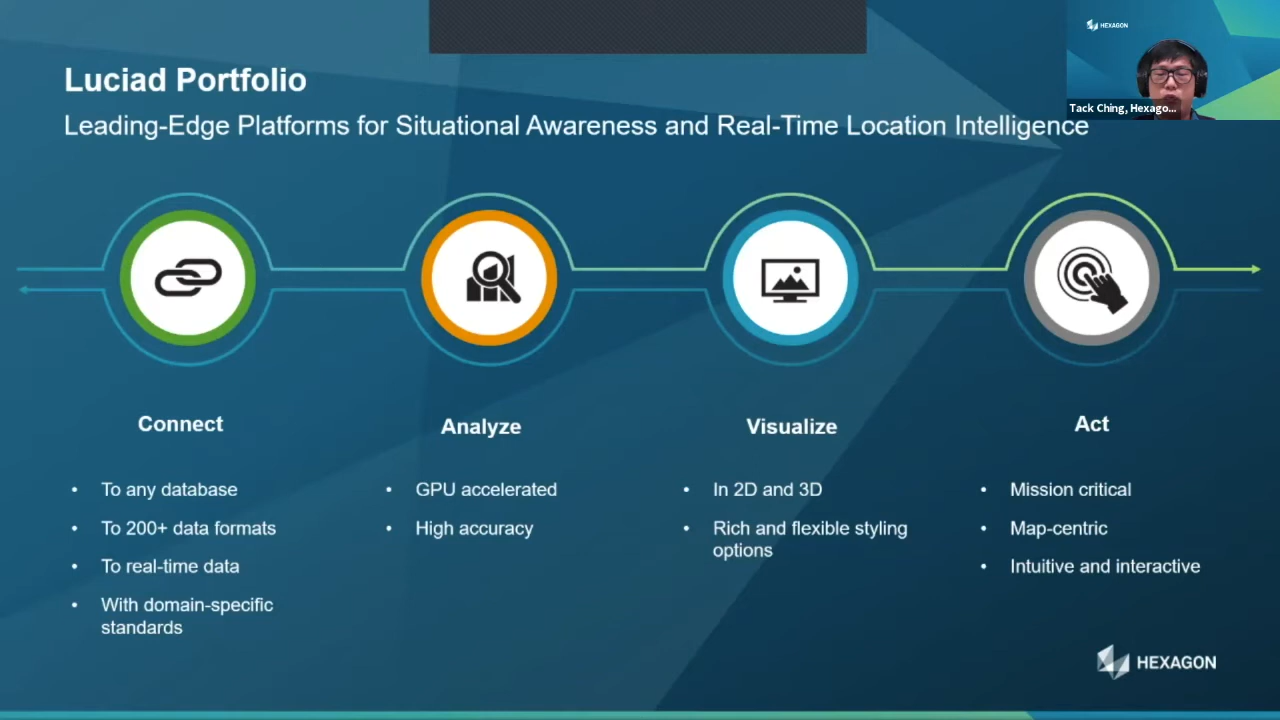 HEXAGON
Tack Ching, Hexago...
Luciad Portfolio
Leading-Edge Platforms for Situational Awareness and Real-Time Location Intelligence
Connect
• To any database
• To 200+ data formats
• To real-time data
• With domain-specific
standards
Analyze
• GPU accelerated
• High accuracy
Visualize
• In 2D and 3D
• Rich and flexible styling
options
Act
• Mission critical
• Map-centric
• Intuitive and interactive
HEXAGON